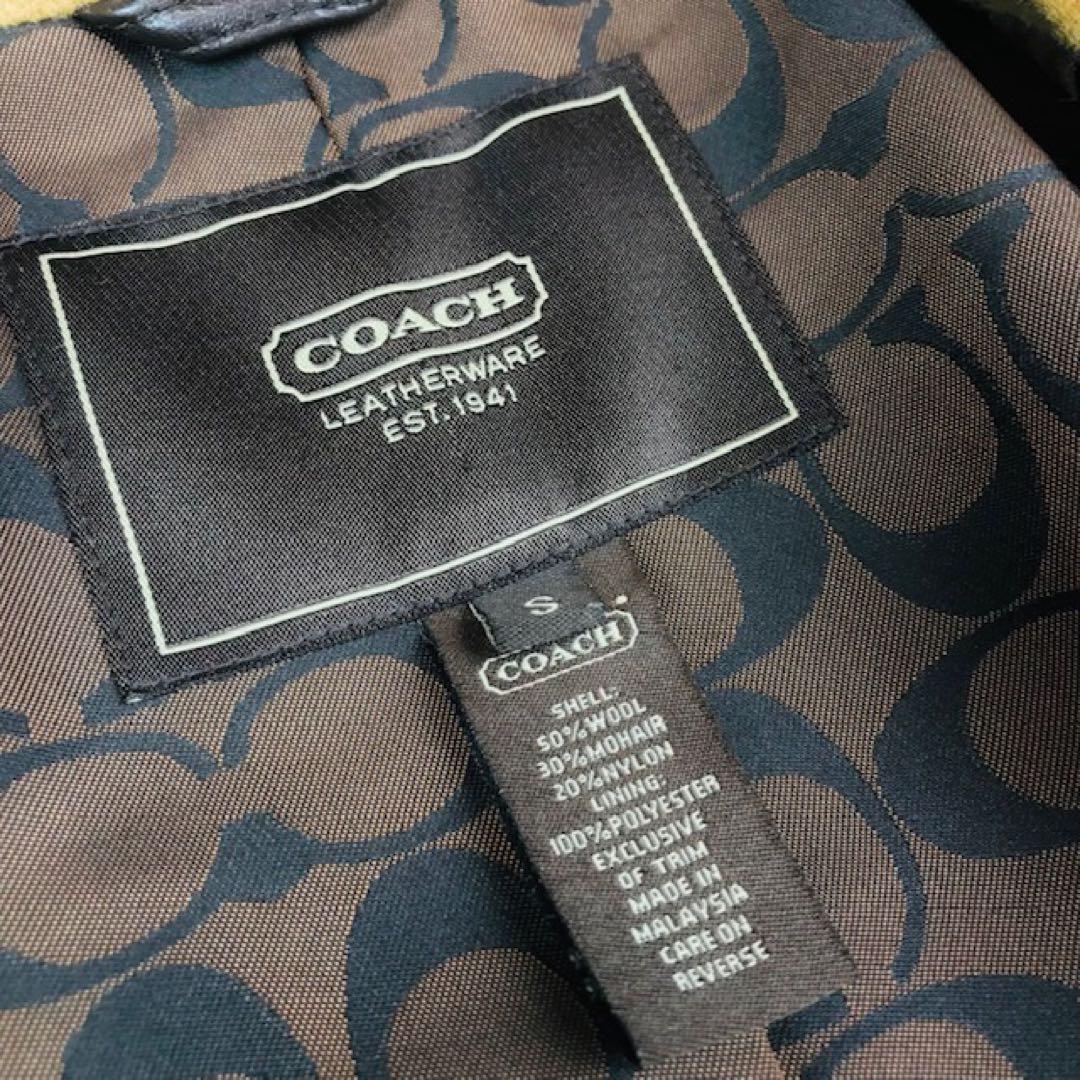 COACH
LEATHERWARE
EST. 1941
S
COACH
SHELL:
50%WOOL
30%MOHAIR
20%NYLON
LINING:
100%POLYESTER
EXCLUSIVE
OF TRIM
MADE IN
MALAYSIA
CARE ON
REVERSE